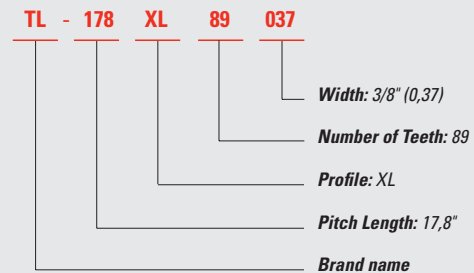 TL - 178 XL 89 037
Width: 3/8" (0,37)
Number of Teeth: 89
Profile: XL
Pitch Length: 17,8"
Brand name